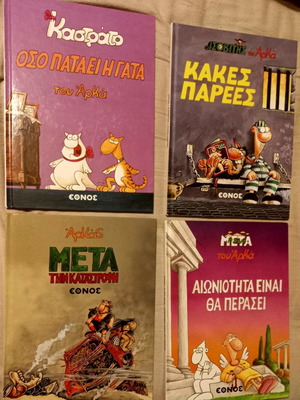 Καστράτο
ΟΣΟ ΠΑΤΑΕΙ Η ΓΑΤΑ
του Αρκά
ΕΘΝΟΣ
ΙΣΟΒΙΤΗΣ του Αρκά
ΚΑΚΕΣ
ΠΑΡΕΕΣ
ΕΘΝΟΣ
Αρκάς
ΜΕΤΑ
ΤΗΝ ΚΑΤΑΣΤΡΟΦΗ
ΕΘΝΟΣ
ΜΕΤΑ
του Αρκά
ΑΙΩΝΙΟΤΗΤΑ ΕΙΝΑΙ
ΘΑ ΠΕΡΑΣΕΙ
ΕΘΝΟΣ